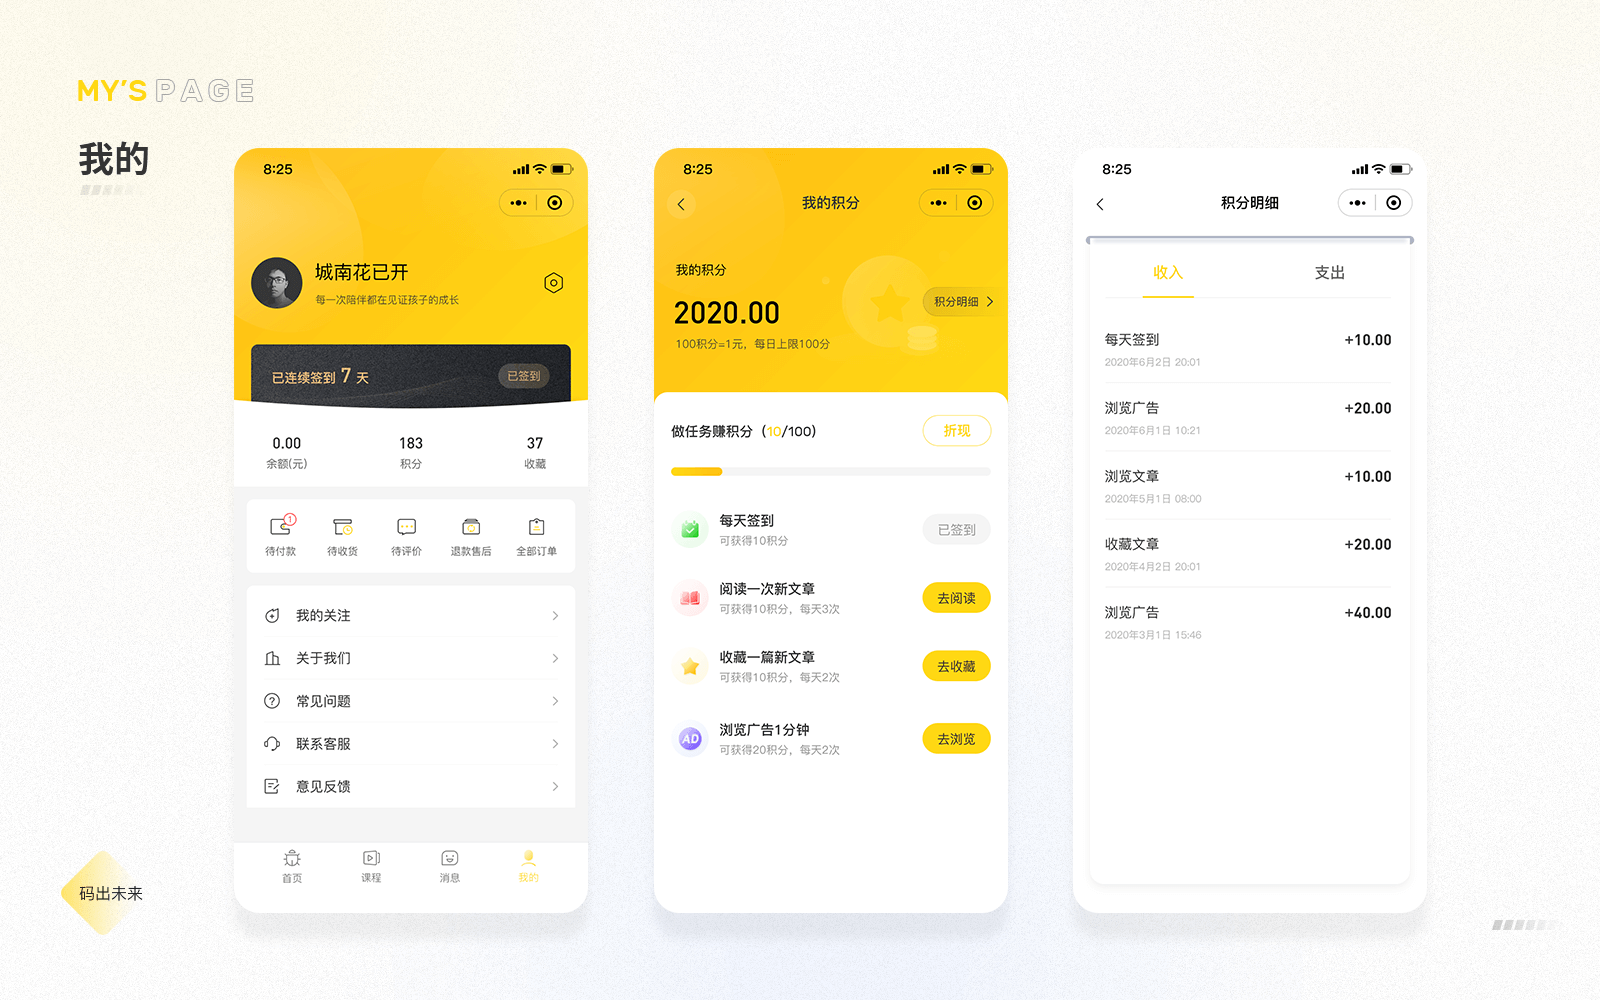 MY'S PAGE
我的
8:25
城南花已开
每一次陪伴都在见证孩子的成长
已连续签到 7 天
已签到
0.00
183
37
余额(元)
积分
收藏
1
待付款
待收货
待评价
退款售后
全部订单
我的关注
关于我们
常见问题
联系客服
意见反馈
首页
课程
消息
我的
8:25
我的积分
我的积分
2020.00
积分明细
100积分=1元，每日上限100分
做任务赚积分（10/100)
折现
每天签到
可获得10积分
已签到
阅读一次新文章
可获得10积分，每天3次
去阅读
收藏一篇新文章
可获得10积分，每天2次
去收藏
AD
浏览广告1分钟
可获得20积分，每天2次
去浏览
8:25
积分明细
收入
支出
每天签到
+10.00
2020年6月2日 20:01
浏览广告
+20.00
2020年6月1日 10:21
浏览文章
+10.00
2020年5月1日 08:00
收藏文章
+20.00
2020年4月2日 20:01
浏览广告
+40.00
2020年3月1日 15:46
码出未来